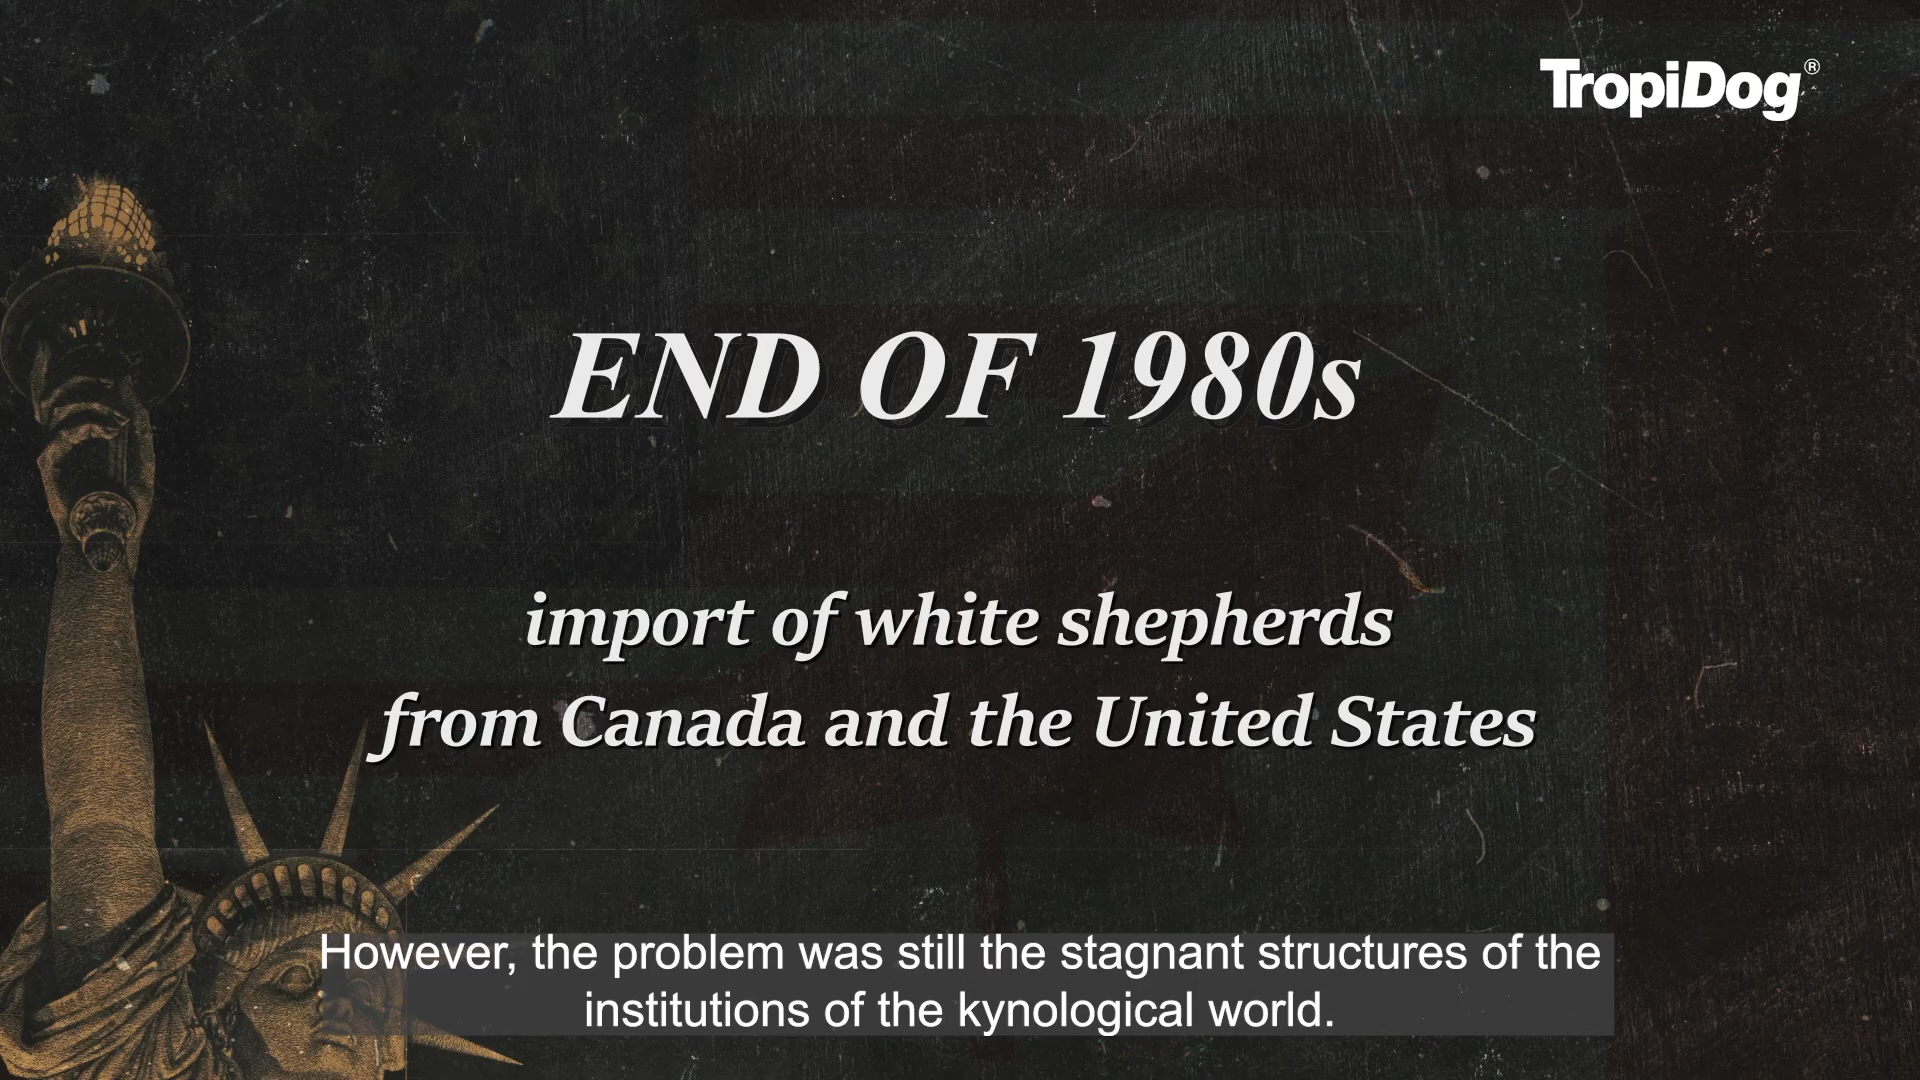 TropiDog®
END OF 1980s
import of white shepherds
from Canada and the United States
However, the problem was still the stagnant structures of the
institutions of the kynological world.